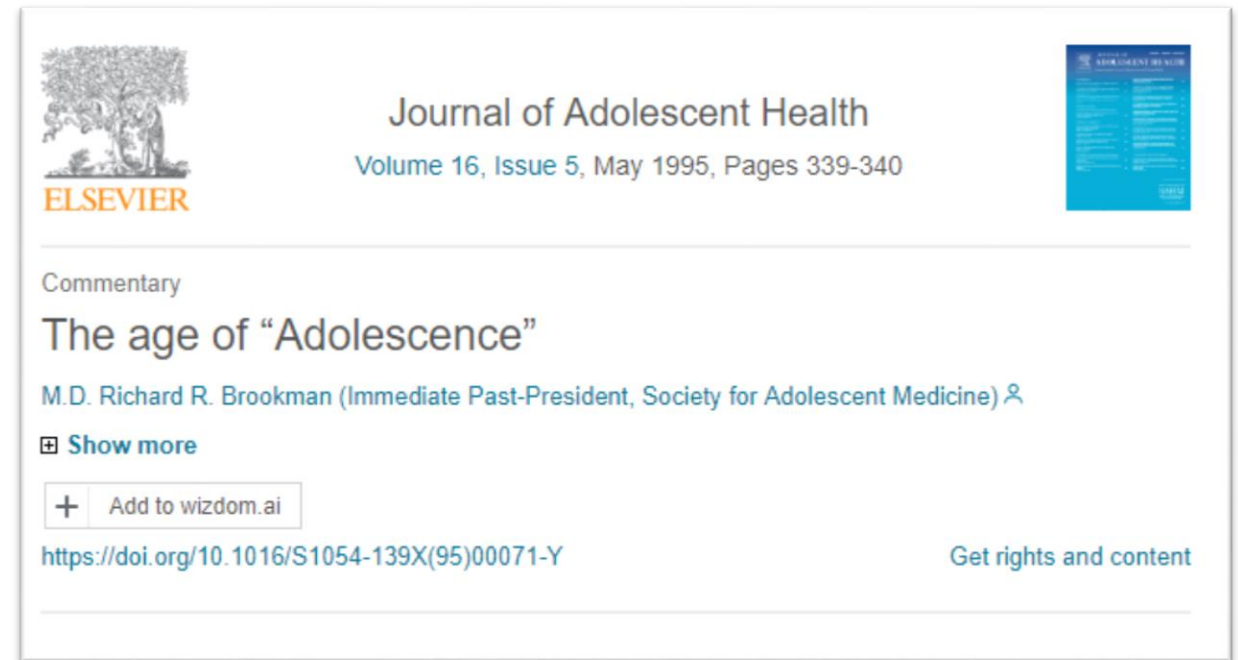 ELSEVIER
Journal of Adolescent Health
Volume 16, Issue 5, May 1995, Pages 339-340
ADOLESCENT HEALTH
Commentary
The age of “Adolescence”
M.D. Richard R. Brookman (Immediate Past-President, Society for Adolescent Medicine)
Show more
+ Add to wizdom.ai
https://doi.org/10.1016/S1054-139X(95)00071-Y
Get rights and content